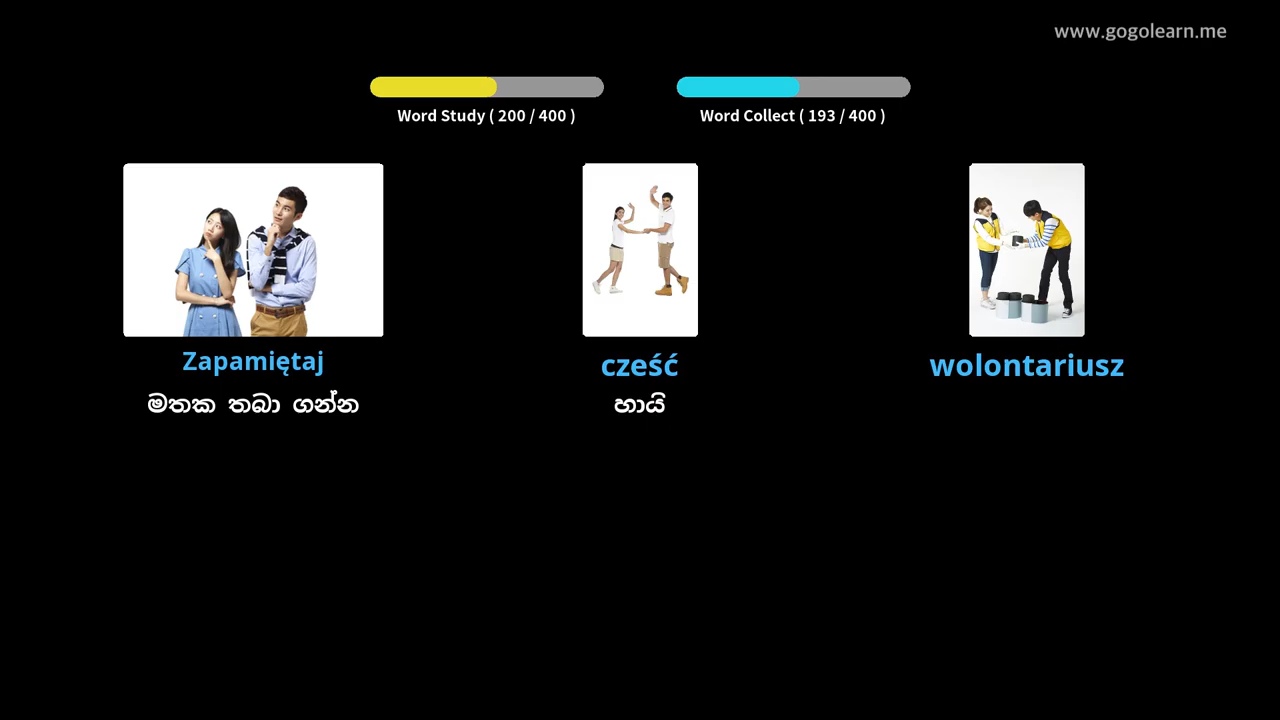 www.gogolearn.me
Word Study ( 200 / 400 )
Word Collect ( 193 / 400 )
Zapamiętaj
cześć
wolontariusz
මතක තබා ගන්න
හායි